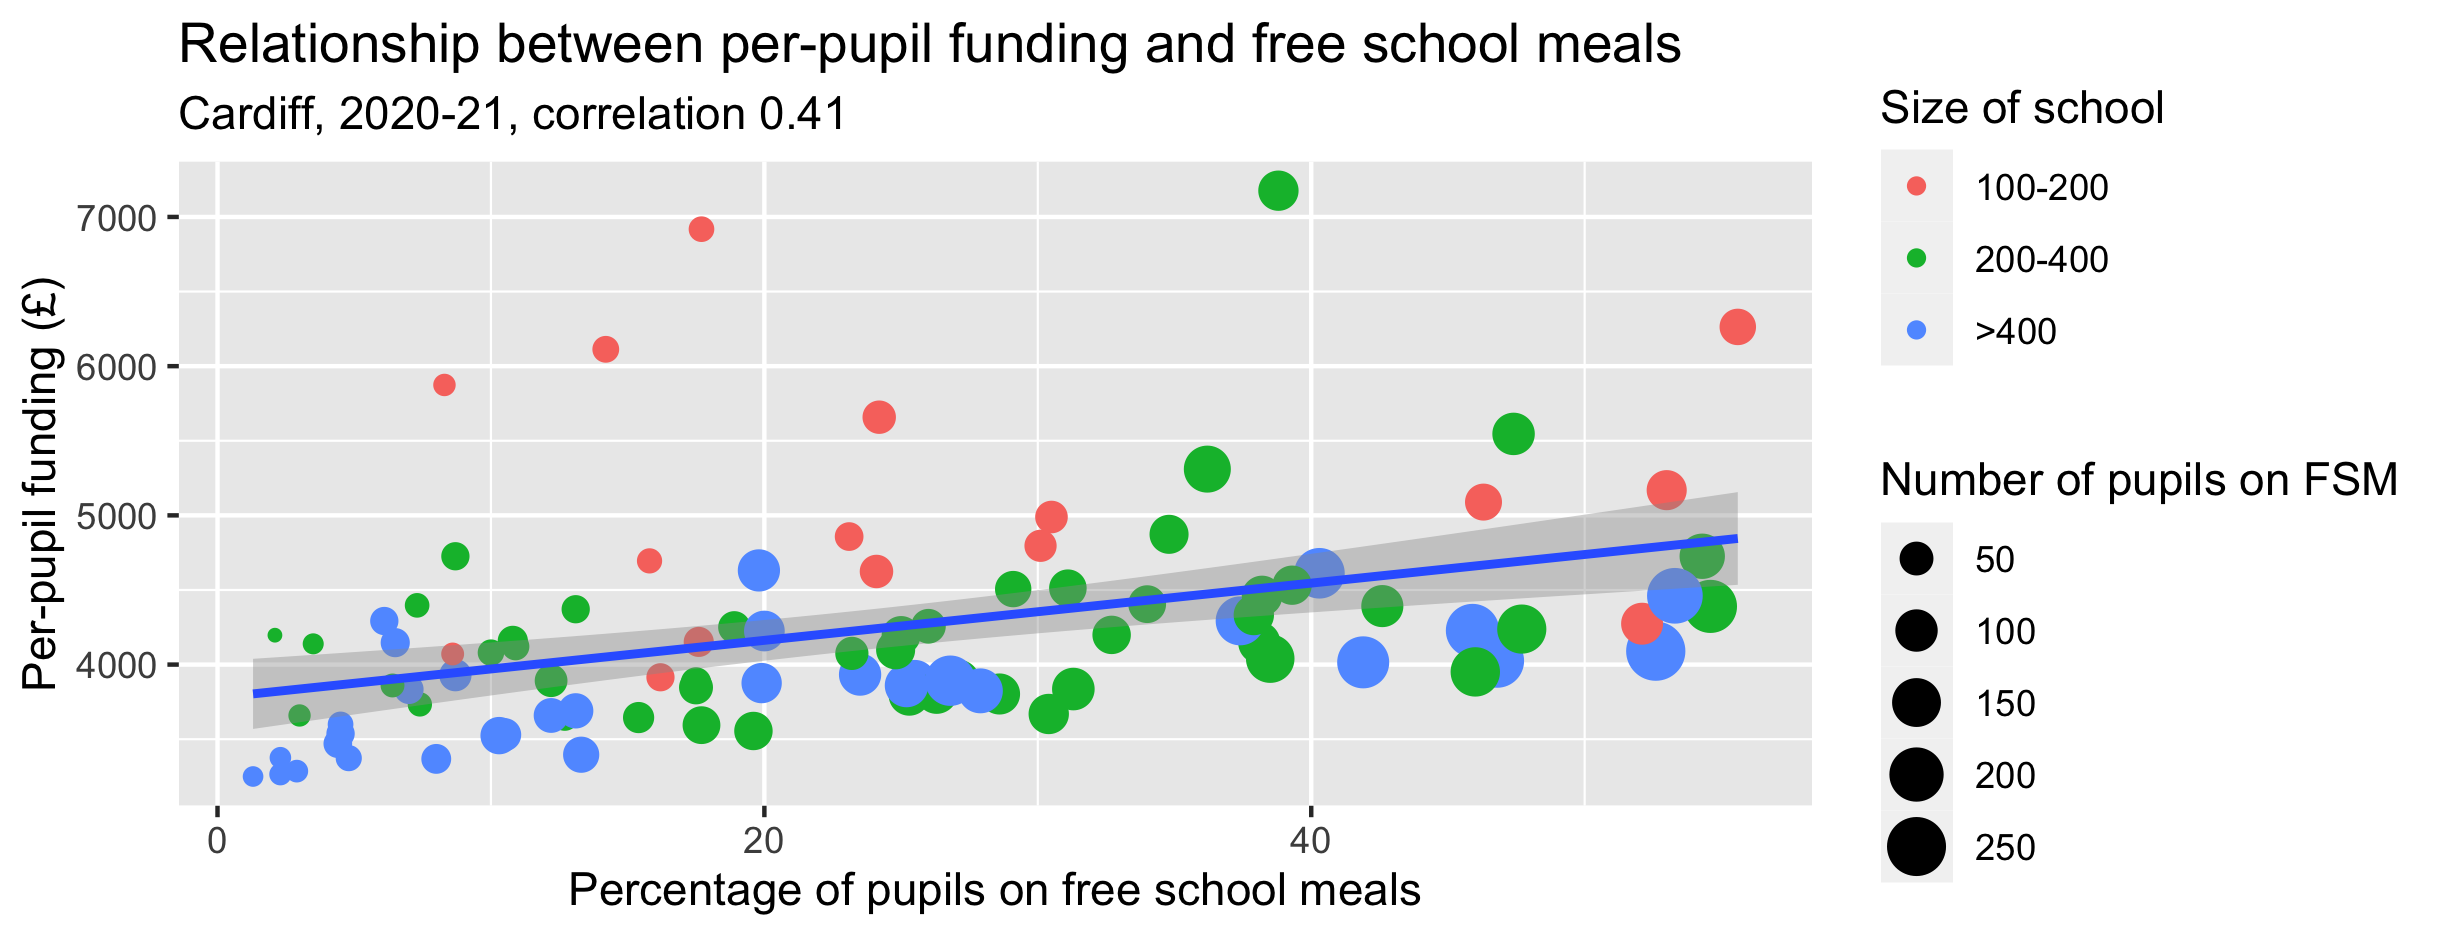 Relationship between per-pupil funding and free school meals
Cardiff, 2020-21, correlation 0.41
Per-pupil funding (£)
7000
6000
5000
4000
0 20 40
Percentage of pupils on free school meals
Size of school
100-200
200-400
>400
Number of pupils on FSM
50
100
150
200
250